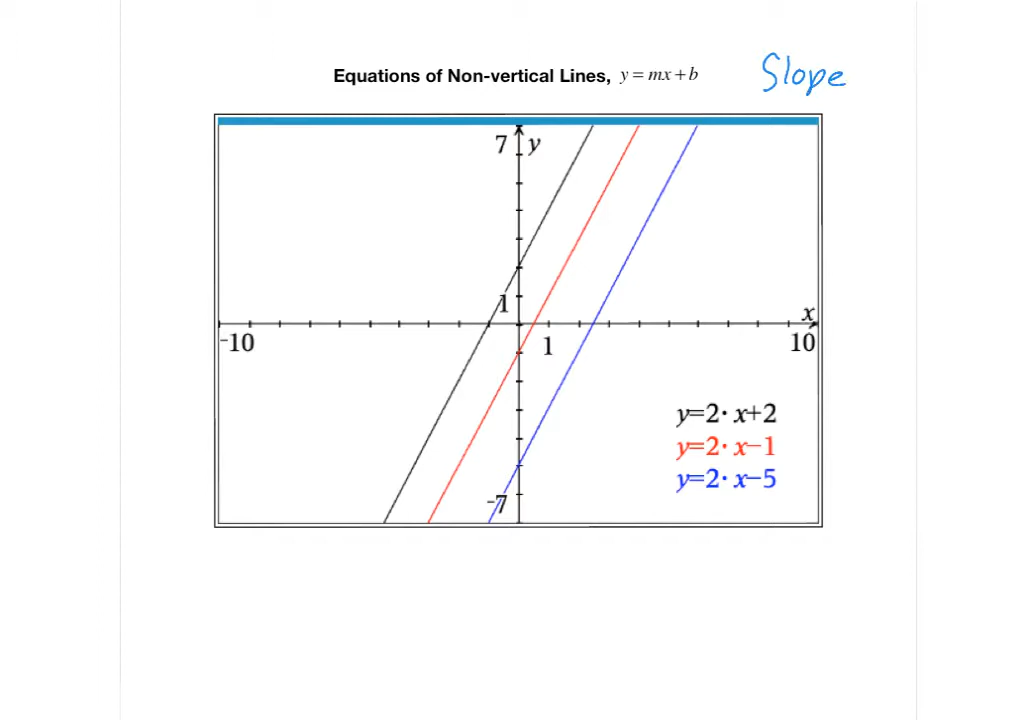 Equations of Non-vertical Lines, y = mx + b
Slope
7 y
1
x
-10 1 10
y=2· x+2
y=2· x−1
y=2· x−5
-7